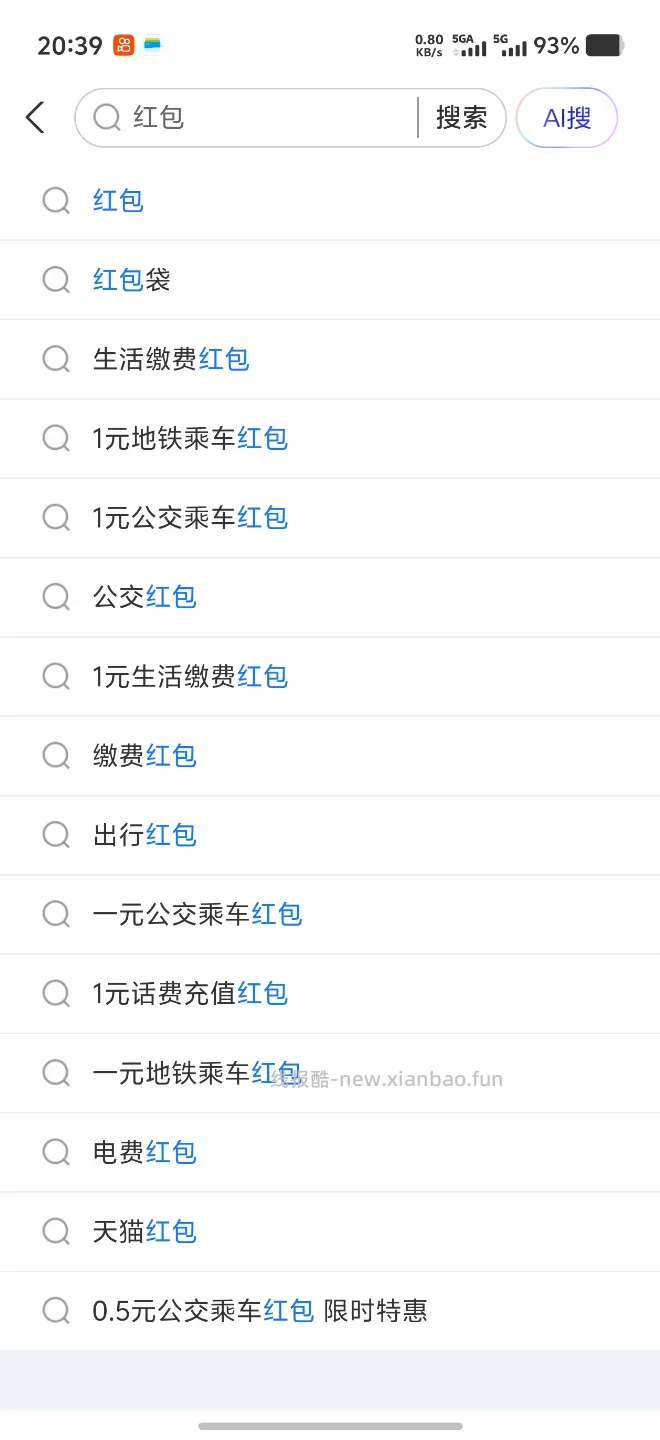 20:39 0.80 KB/s 5GA 5G 93%
红包 搜索 AI搜
红包
红包袋
生活缴费红包
1元地铁乘车红包
1元公交乘车红包
公交红包
1元生活缴费红包
缴费红包
出行红包
一元公交乘车红包
1元话费充值红包
一元地铁乘车红包
线报酷-new.xianbao.fun
电费红包
天猫红包
0.5元公交乘车红包 限时特惠